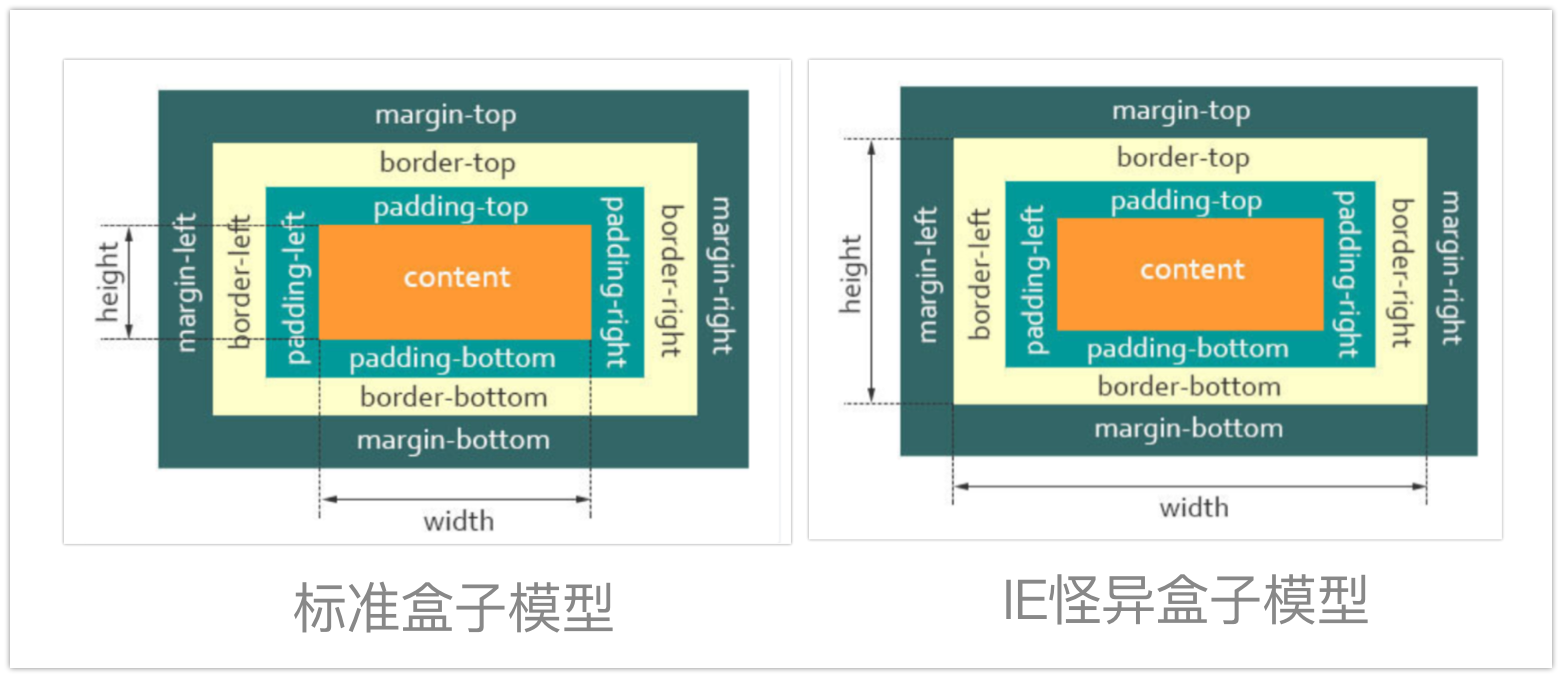 margin-top
border-top
padding-top
height
margin-left
border-left
padding-left
content
padding-right
border-right
margin-right
padding-bottom
border-bottom
margin-bottom
width
标准盒子模型
margin-top
border-top
padding-top
height
margin-left
border-left
padding-left
content
padding-right
border-right
margin-right
padding-bottom
border-bottom
margin-bottom
width
IE怪异盒子模型